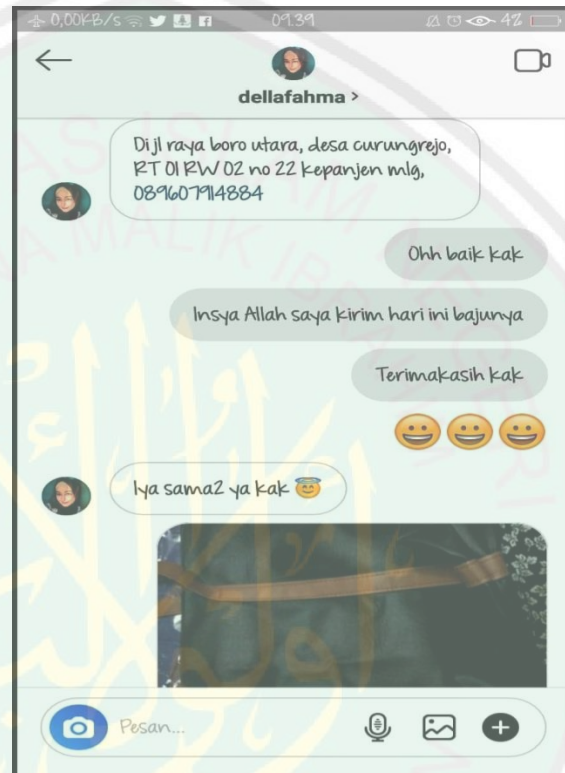 0,00KB/s 09.39 42
dellafahma >
Di jl raya boro utara, desa curungrejo,
RT 01 RW 02 no 22 kepanjen mlg,
089607914884
Ohh baik kak
Insya Allah saya kirim hari ini bajunya
Terimakasih kak
Iya sama2 ya kak
Pesan...